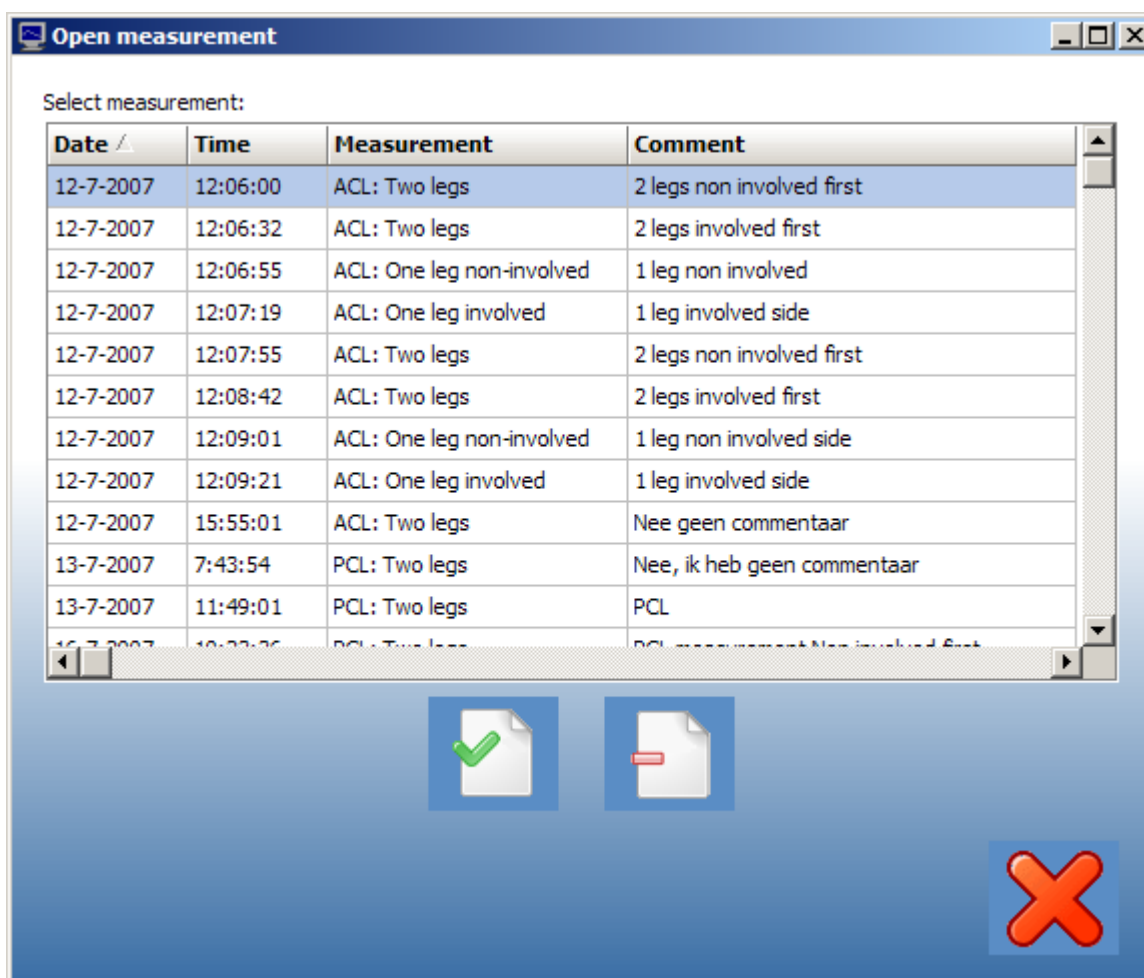 Open measurement
Select measurement:
Date Time Measurement Comment
12-7-2007 12:06:00 ACL: Two legs 2 legs non involved first
12-7-2007 12:06:32 ACL: Two legs 2 legs involved first
12-7-2007 12:06:55 ACL: One leg non-involved 1 leg non involved
12-7-2007 12:07:19 ACL: One leg involved 1 leg involved side
12-7-2007 12:07:55 ACL: Two legs 2 legs non involved first
12-7-2007 12:08:42 ACL: Two legs 2 legs involved first
12-7-2007 12:09:01 ACL: One leg non-involved 1 leg non involved side
12-7-2007 12:09:21 ACL: One leg involved 1 leg involved side
12-7-2007 15:55:01 ACL: Two legs Nee geen commentaar
13-7-2007 7:43:54 PCL: Two legs Nee, ik heb geen commentaar
13-7-2007 11:49:01 PCL: Two legs PCL
PCL: Two legs PCL measurement Non involved first